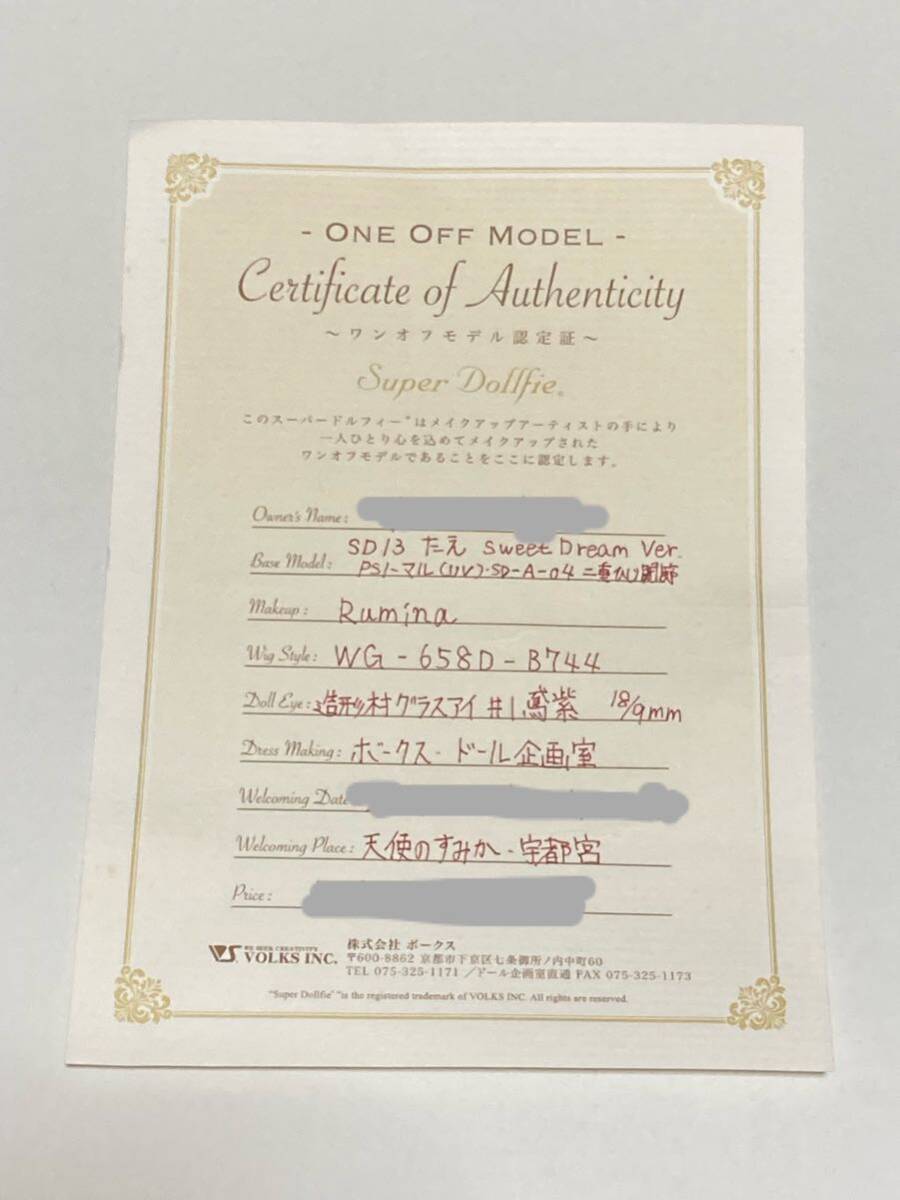 - ONE OFF MODEL -
Certificate of Authenticity
～ワンオフモデル認定証～
Super Dollfie®
このスーパードルフィー®はメイクアップアーティストの手により
一人ひとり心を込めてメイクアップされた
ワンオフモデルであることをここに認定します。
Owner's Name:
Base Model: SD13 たえ Sweet Dream Ver.
PSノーマル(UV)・SD-A-04 二重 関節
Makeup: Rumina
Wig Style: WG-658D-B744
Doll Eye: 造形村グラスアイ #1 鳶紫 18/9mm
Dress Making: ボークス・ドール企画室
Welcoming Date
Welcoming Place: 天使のすみか・宇都宮
Price:
VS. WE SEEK CREATIVITY
VOLKS INC. 株式会社 ボークス
〒600-8862 京都市下京区七条御所ノ内中町60
TEL 075-325-1171 ／ドール企画室直通 FAX 075-325-1173
"Super Dollfie®" is the registered trademark of VOLKS INC. All rights are reserved.